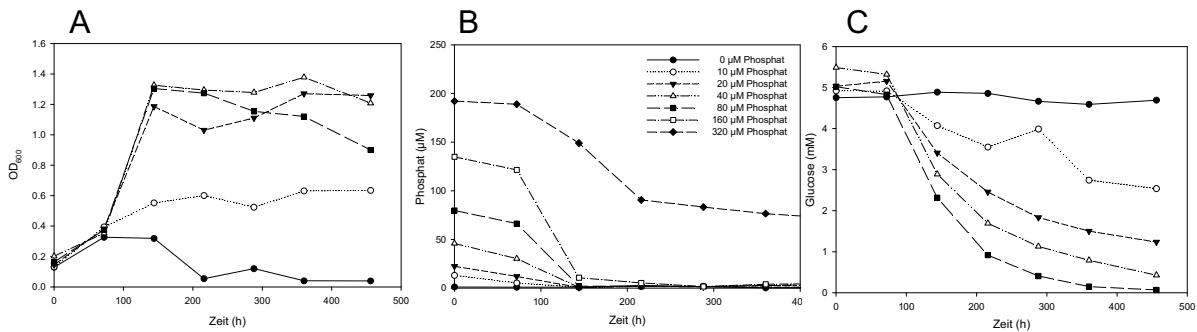 A
B
C
1.6
1.4
1.2
1.0
0.8
0.6
0.4
0.2
0.0
OD600
0
100
200
300
400
500
Zeit (h)
250
200
150
100
50
0
Phosphat (µM)
0 µM Phosphat
10 µM Phosphat
20 µM Phosphat
40 µM Phosphat
80 µM Phosphat
160 µM Phosphat
320 µM Phosphat
0
100
200
300
40
Zeit (h)
6
5
4
3
2
1
0
Glucose (mM)
0
100
200
300
400
500
Zeit (h)